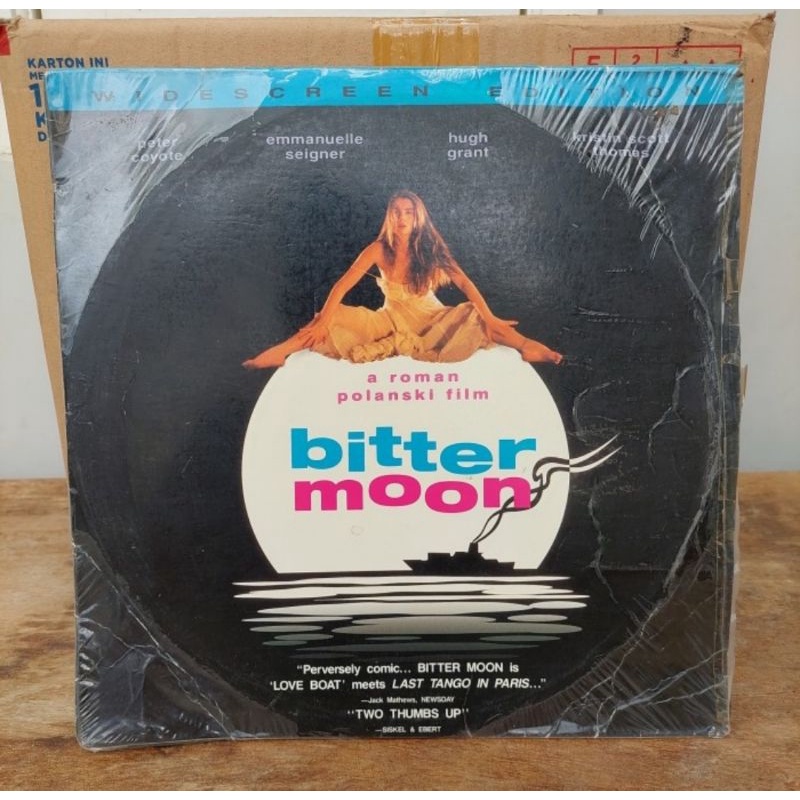 KARTON INI
WIDESCREEN EDITION
peter
coyote
emmanuelle
seigner
hugh
grant
kristin scott
thomas
a roman
polanski film
bitter
moon
"Perversely comic... BITTER MOON is
'LOVE BOAT' meets LAST TANGO IN PARIS..."
—Jack Mathews, NEWSDAY
"TWO THUMBS UP"
—SISKEL & EBERT